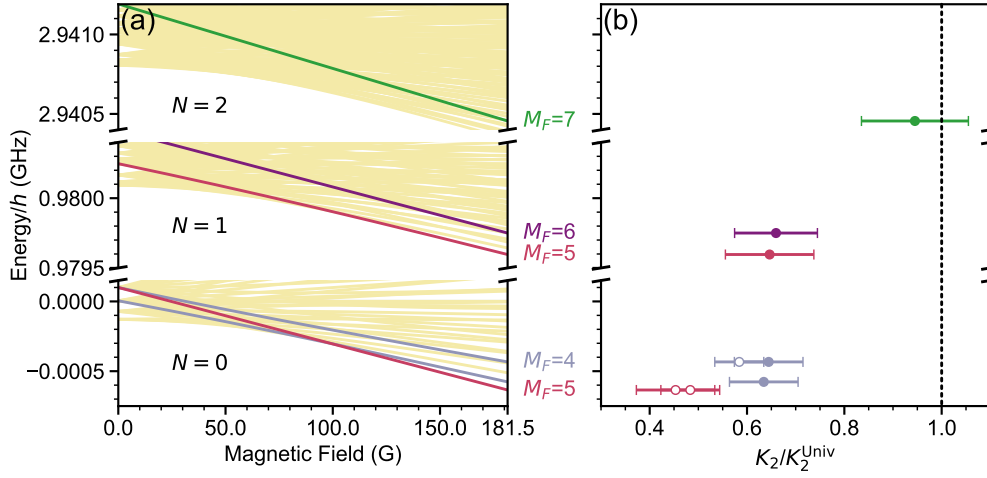 (a)
(b)
2.9410
2.9405
N = 2
M_F=7
0.9800
0.9795
N = 1
M_F=6
M_F=5
0.0000
−0.0005
N = 0
M_F=4
M_F=5
Energy/h (GHz)
0.0 50.0 100.0 150.0 181.5
Magnetic Field (G)
0.4 0.6 0.8 1.0
K₂/K₂^Univ